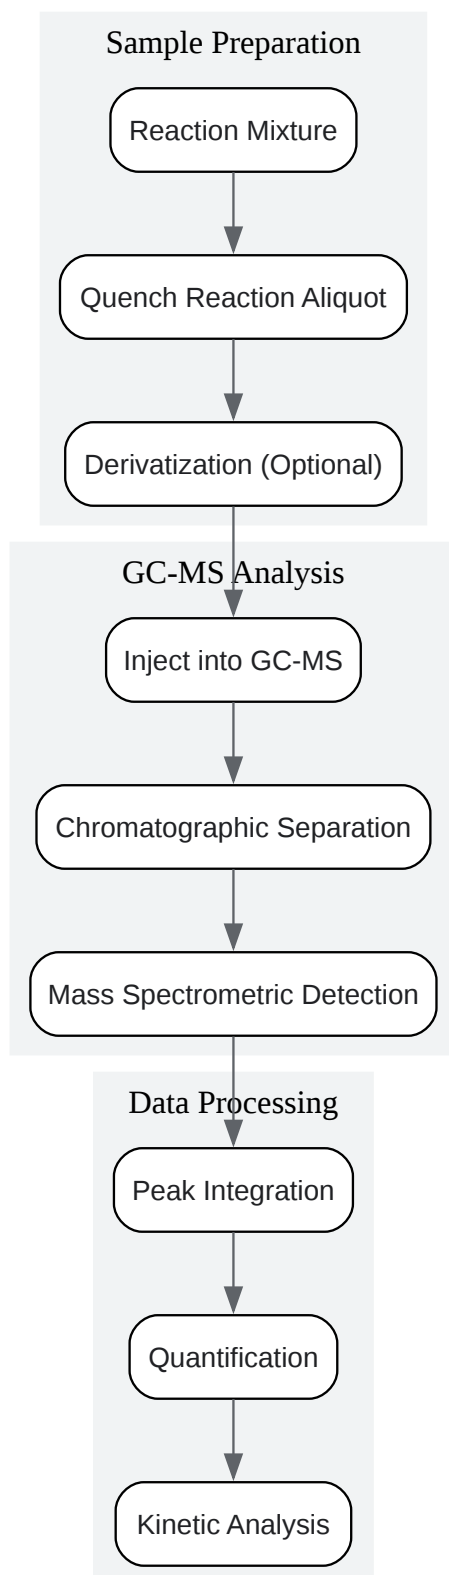 Sample Preparation
Reaction Mixture
Quench Reaction Aliquot
Derivatization (Optional)
GC-MS Analysis
Inject into GC-MS
Chromatographic Separation
Mass Spectrometric Detection
Data Processing
Peak Integration
Quantification
Kinetic Analysis